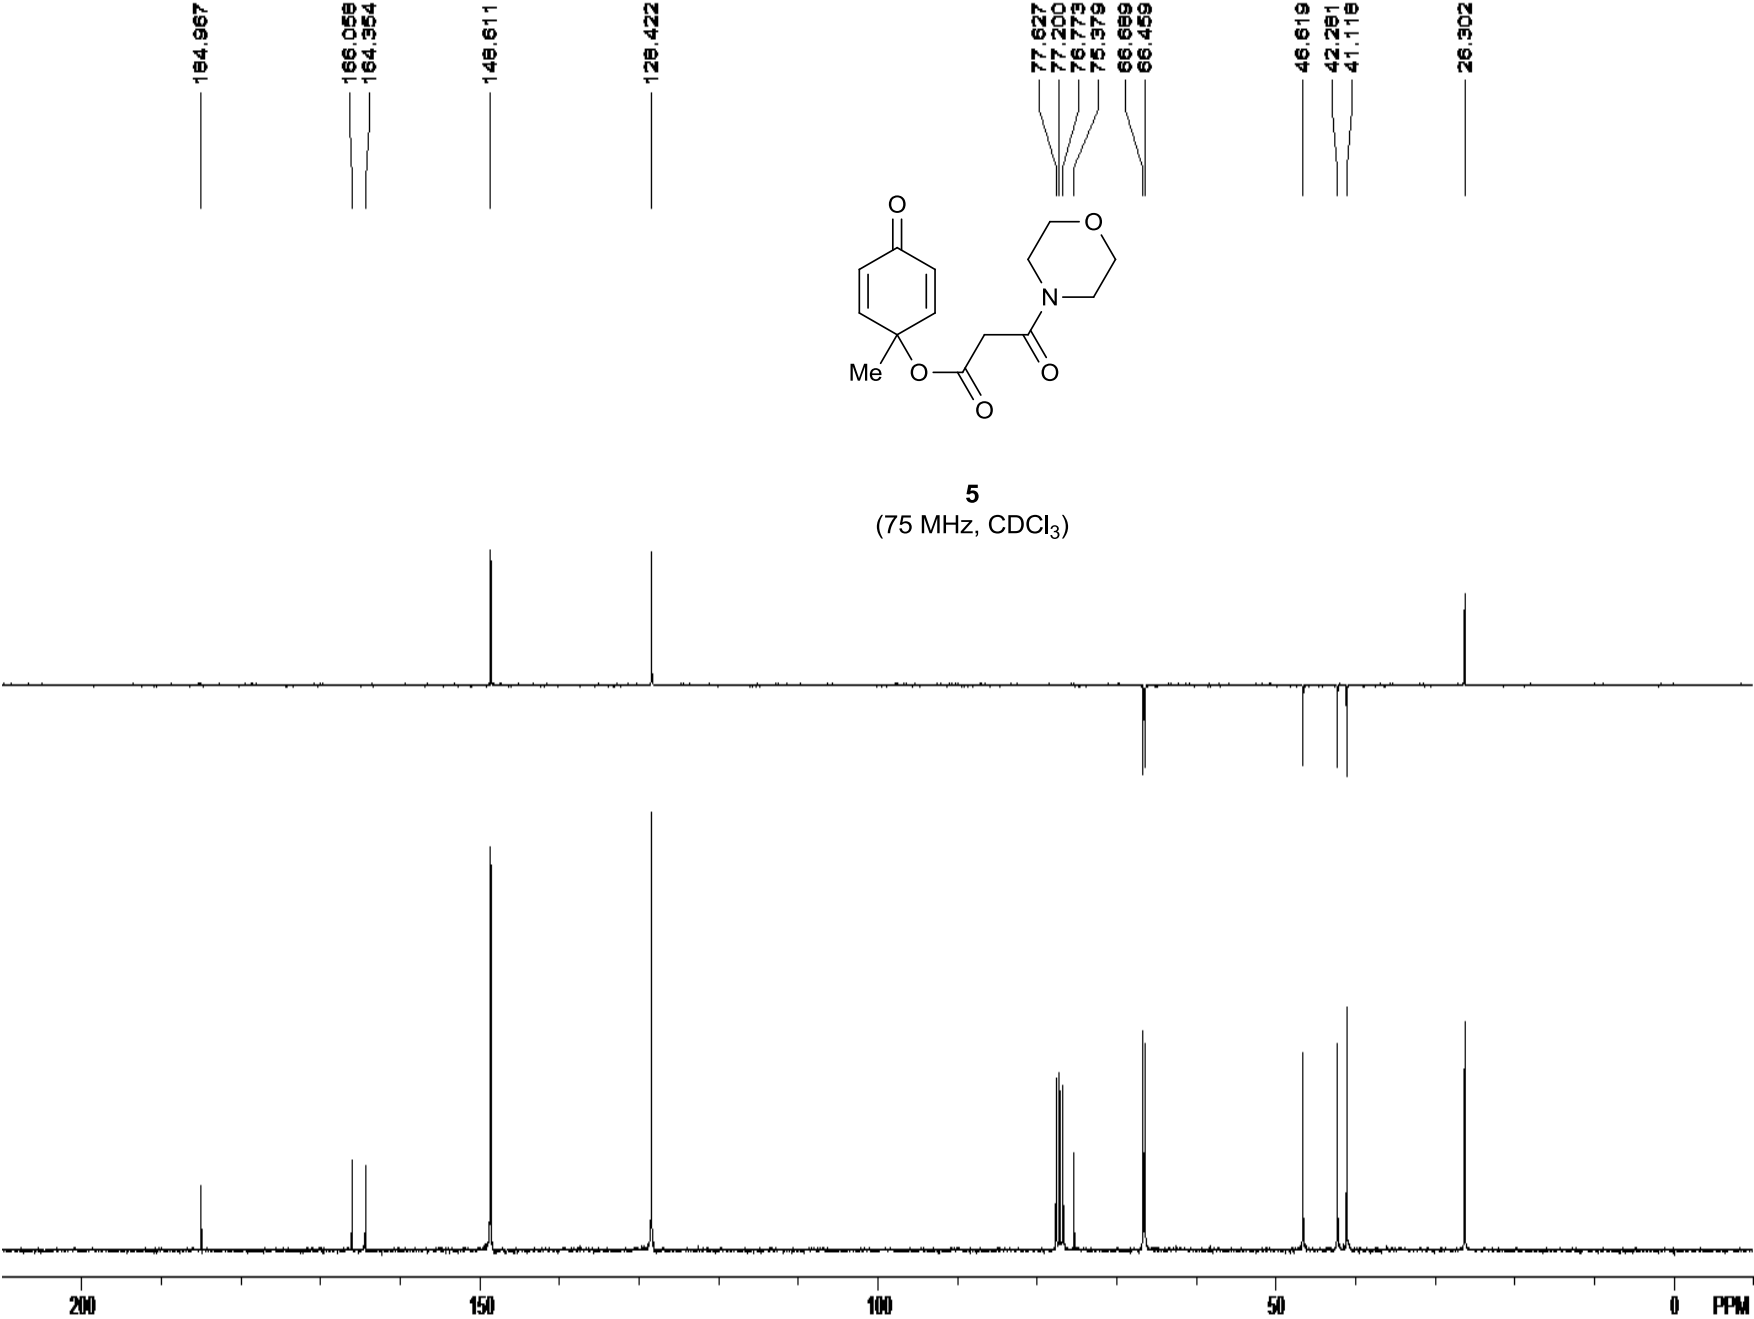 184.967
166.058
164.354
148.611
128.422
77.627
77.200
76.773
75.379
66.689
66.459
46.619
42.281
41.118
26.302
O
O
N
Me
O
O
O
5
(75 MHz, CDCl₃)
200 150 100 50 0 PPM